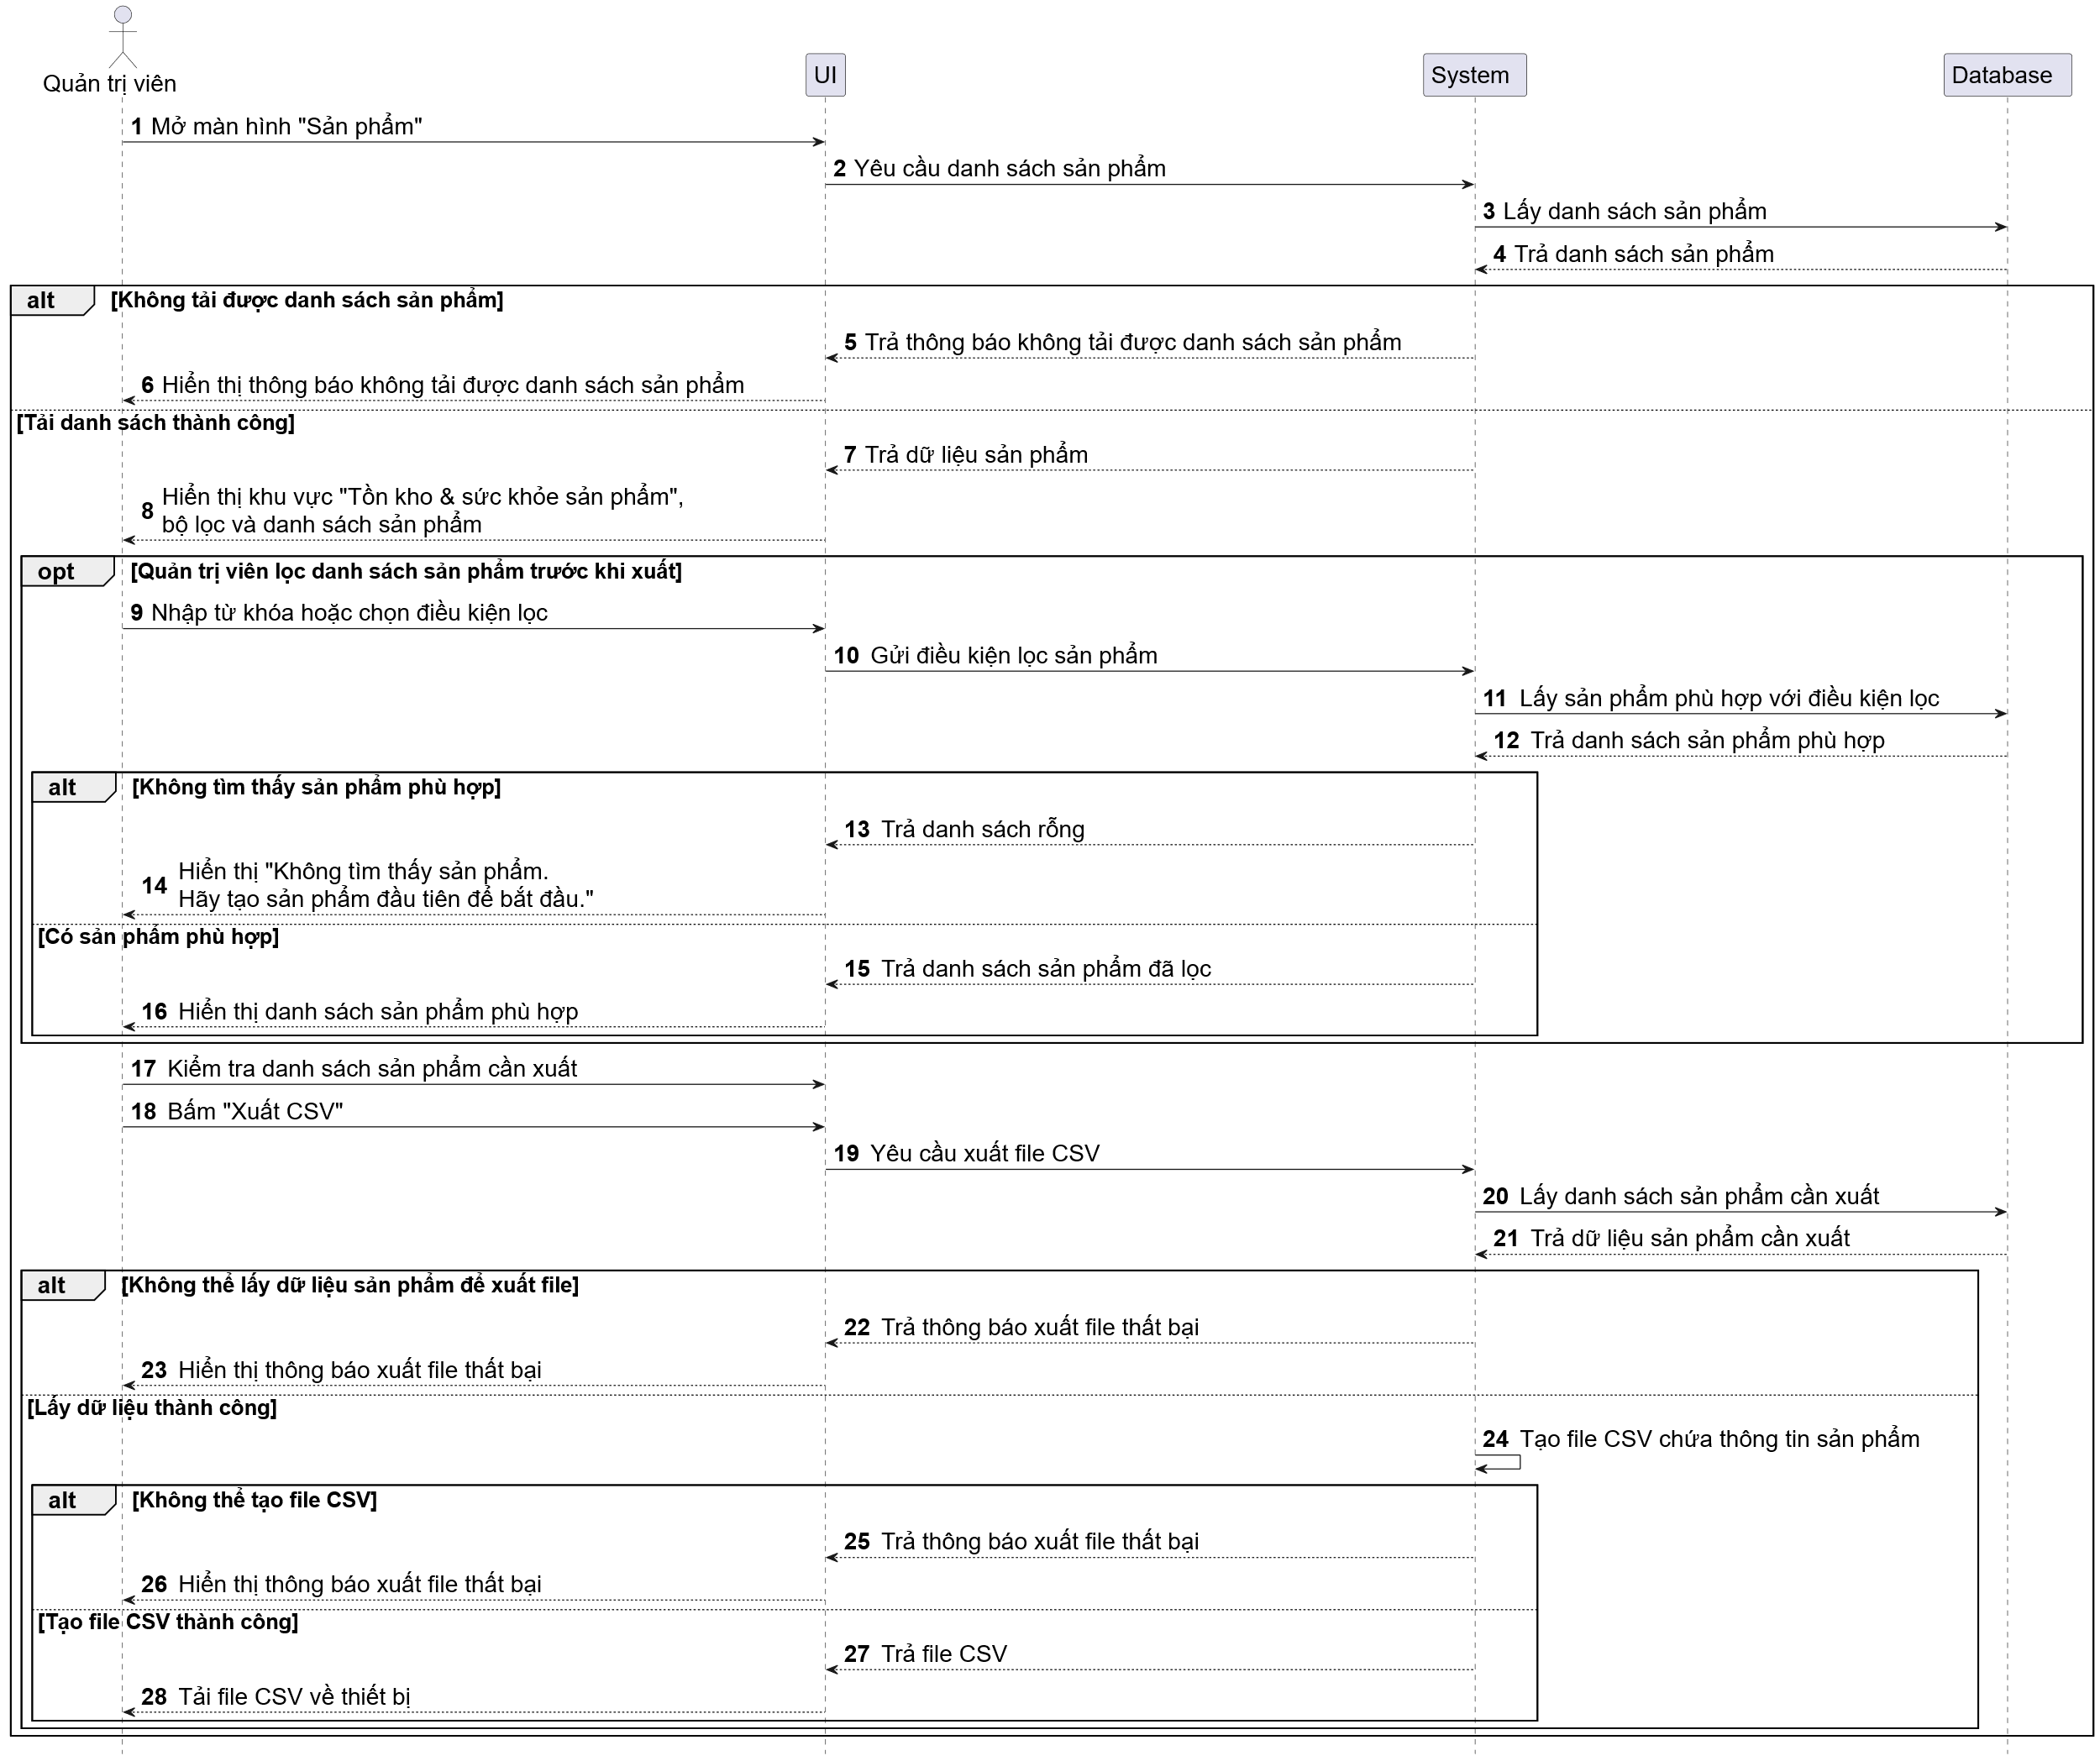 Quản trị viên
UI
System
Database
1 Mở màn hình "Sản phẩm"
2 Yêu cầu danh sách sản phẩm
3 Lấy danh sách sản phẩm
4 Trả danh sách sản phẩm
alt [Không tải được danh sách sản phẩm]
5 Trả thông báo không tải được danh sách sản phẩm
6 Hiển thị thông báo không tải được danh sách sản phẩm
[Tải danh sách thành công]
7 Trả dữ liệu sản phẩm
8 Hiển thị khu vực "Tồn kho & sức khỏe sản phẩm",
bộ lọc và danh sách sản phẩm
opt [Quản trị viên lọc danh sách sản phẩm trước khi xuất]
9 Nhập từ khóa hoặc chọn điều kiện lọc
10 Gửi điều kiện lọc sản phẩm
11 Lấy sản phẩm phù hợp với điều kiện lọc
12 Trả danh sách sản phẩm phù hợp
alt [Không tìm thấy sản phẩm phù hợp]
13 Trả danh sách rỗng
14 Hiển thị "Không tìm thấy sản phẩm.
Hãy tạo sản phẩm đầu tiên để bắt đầu."
[Có sản phẩm phù hợp]
15 Trả danh sách sản phẩm đã lọc
16 Hiển thị danh sách sản phẩm phù hợp
17 Kiểm tra danh sách sản phẩm cần xuất
18 Bấm "Xuất CSV"
19 Yêu cầu xuất file CSV
20 Lấy danh sách sản phẩm cần xuất
21 Trả dữ liệu sản phẩm cần xuất
alt [Không thể lấy dữ liệu sản phẩm để xuất file]
22 Trả thông báo xuất file thất bại
23 Hiển thị thông báo xuất file thất bại
[Lấy dữ liệu thành công]
24 Tạo file CSV chứa thông tin sản phẩm
alt [Không thể tạo file CSV]
25 Trả thông báo xuất file thất bại
26 Hiển thị thông báo xuất file thất bại
[Tạo file CSV thành công]
27 Trả file CSV
28 Tải file CSV về thiết bị